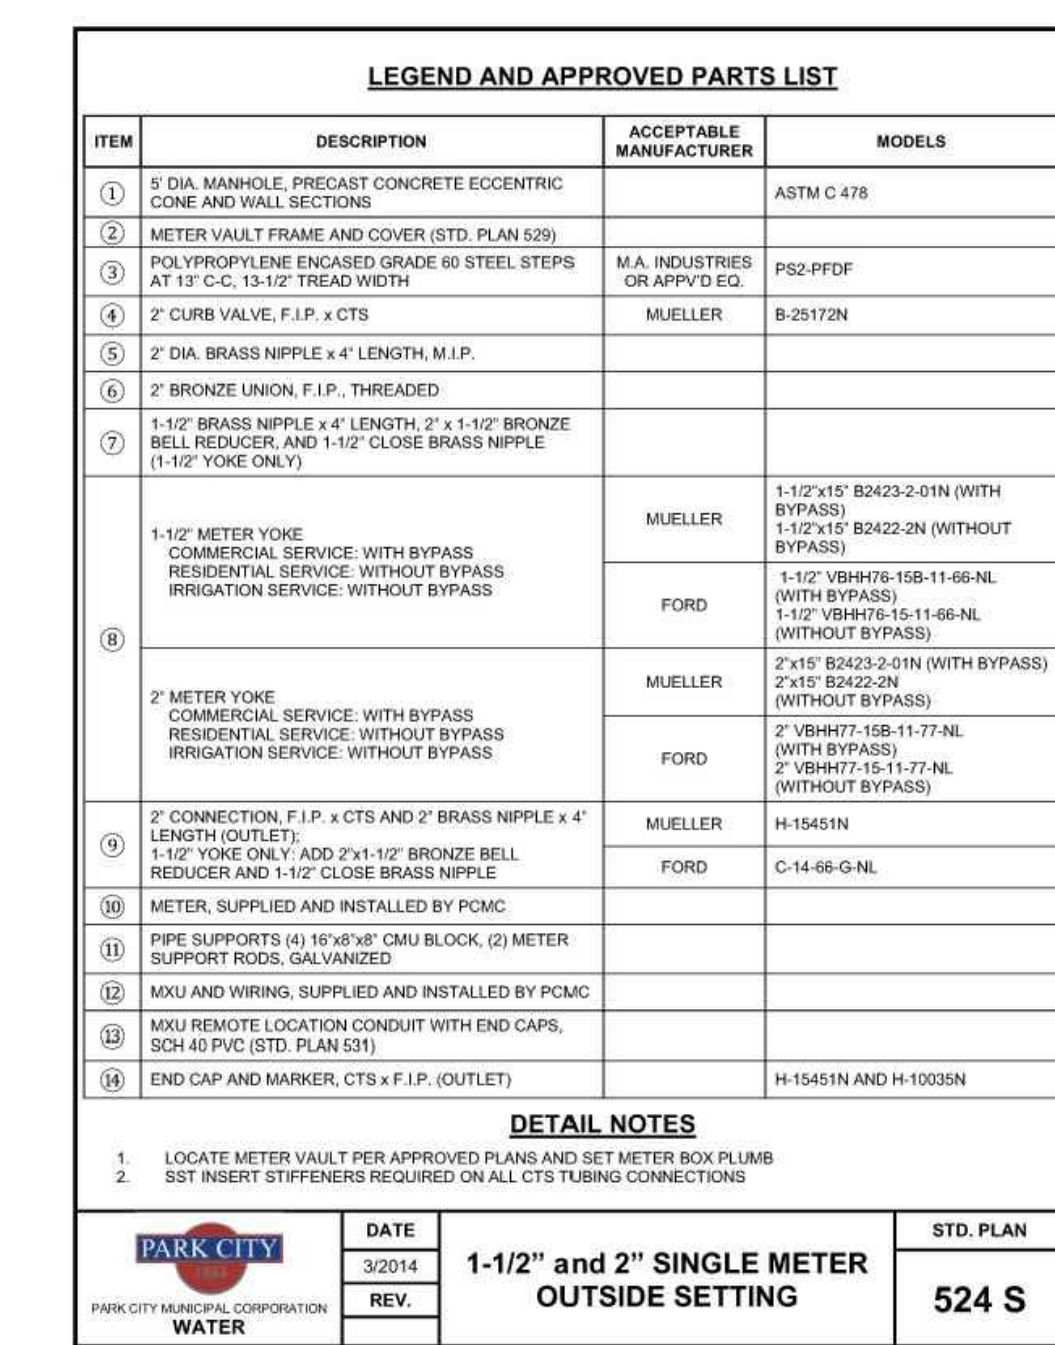 LEGEND AND APPROVED PARTS LIST
ITEM DESCRIPTION ACCEPTABLE MANUFACTURER MODELS
1 5' DIA. MANHOLE, PRECAST CONCRETE ECCENTRIC
CONE AND WALL SECTIONS
ASTM C 478
2 METER VAULT FRAME AND COVER (STD. PLAN 529)
3 POLYPROPYLENE ENCASED GRADE 60 STEEL STEPS
AT 13" C-C, 13-1/2" TREAD WIDTH
M.A. INDUSTRIES
OR APPV'D EQ.
PS2-PFDF
4 2" CURB VALVE, F.I.P. x CTS MUELLER B-25172N
5 2" DIA. BRASS NIPPLE x 4" LENGTH, M.I.P.
6 2" BRONZE UNION, F.I.P., THREADED
7 1-1/2" BRASS NIPPLE x 4" LENGTH, 2" x 1-1/2" BRONZE
BELL REDUCER, AND 1-1/2" CLOSE BRASS NIPPLE
(1-1/2" YOKE ONLY)
8 1-1/2" METER YOKE
COMMERCIAL SERVICE: WITH BYPASS
RESIDENTIAL SERVICE: WITHOUT BYPASS
IRRIGATION SERVICE: WITHOUT BYPASS
MUELLER
1-1/2"x15" B2423-2-01N (WITH
BYPASS)
1-1/2"x15" B2422-2N (WITHOUT
BYPASS)
FORD
1-1/2" VBHH76-15B-11-66-NL
(WITH BYPASS)
1-1/2" VBHH76-15-11-66-NL
(WITHOUT BYPASS)
2" METER YOKE
COMMERCIAL SERVICE: WITH BYPASS
RESIDENTIAL SERVICE: WITHOUT BYPASS
IRRIGATION SERVICE: WITHOUT BYPASS
MUELLER
2"x15" B2423-2-01N (WITH BYPASS)
2"x15" B2422-2N
(WITHOUT BYPASS)
FORD
2" VBHH77-15B-11-77-NL
(WITH BYPASS)
2" VBHH77-15-11-77-NL
(WITHOUT BYPASS)
9 2" CONNECTION, F.I.P. x CTS AND 2" BRASS NIPPLE x 4"
LENGTH (OUTLET);
1-1/2" YOKE ONLY: ADD 2"x1-1/2" BRONZE BELL
REDUCER AND 1-1/2" CLOSE BRASS NIPPLE
MUELLER H-15451N
FORD C-14-66-G-NL
10 METER, SUPPLIED AND INSTALLED BY PCMC
11 PIPE SUPPORTS (4) 16"x8"x8" CMU BLOCK, (2) METER
SUPPORT RODS, GALVANIZED
12 MXU AND WIRING, SUPPLIED AND INSTALLED BY PCMC
13 MXU REMOTE LOCATION CONDUIT WITH END CAPS,
SCH 40 PVC (STD. PLAN 531)
14 END CAP AND MARKER, CTS x F.I.P. (OUTLET) H-15451N AND H-10035N
DETAIL NOTES
1. LOCATE METER VAULT PER APPROVED PLANS AND SET METER BOX PLUMB
2. SST INSERT STIFFENERS REQUIRED ON ALL CTS TUBING CONNECTIONS
PARK CITY
1884
PARK CITY MUNICIPAL CORPORATION
WATER
DATE
3/2014
REV.
1-1/2" and 2" SINGLE METER
OUTSIDE SETTING
STD. PLAN
524 S